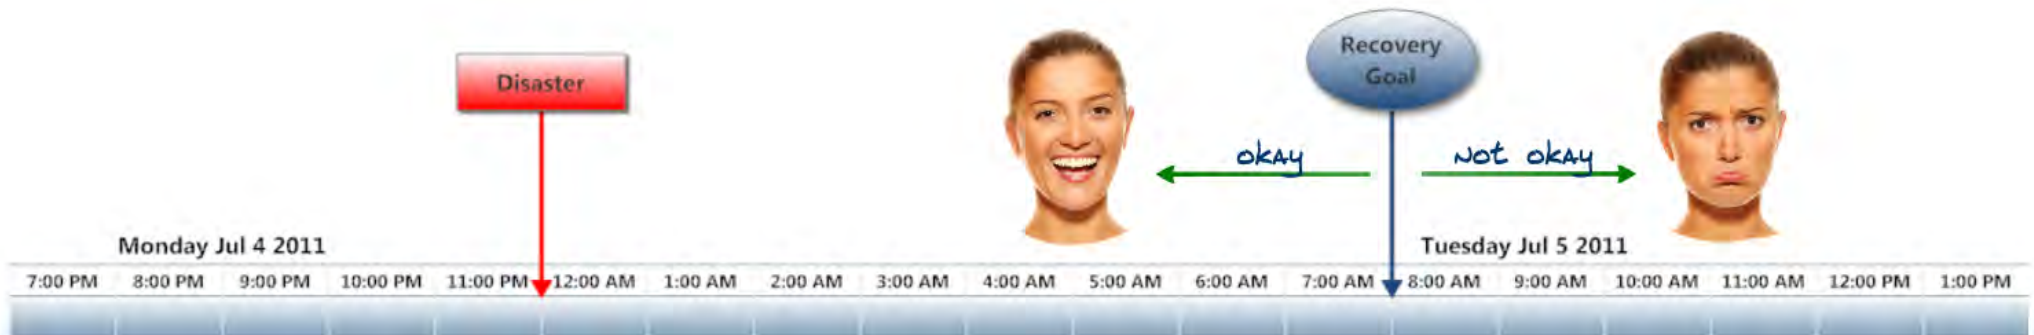 Disaster
Recovery
Goal
okay
Not okay
Monday Jul 4 2011
Tuesday Jul 5 2011
7:00 PM 8:00 PM 9:00 PM 10:00 PM 11:00 PM 12:00 AM 1:00 AM 2:00 AM 3:00 AM 4:00 AM 5:00 AM 6:00 AM 7:00 AM 8:00 AM 9:00 AM 10:00 AM 11:00 AM 12:00 PM 1:00 PM